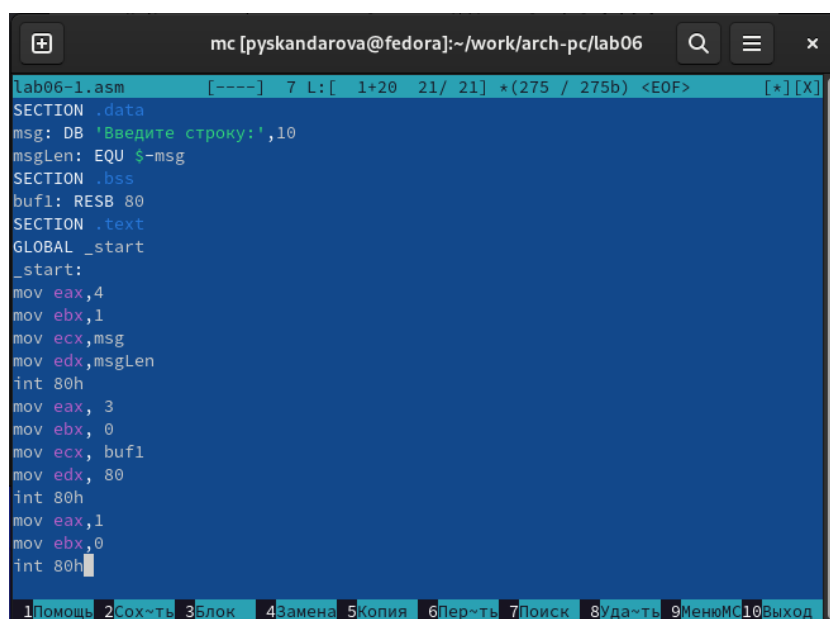 mc [pyskandarova@fedora]:~/work/arch-pc/lab06
lab06-1.asm [----] 7 L:[ 1+20 21/ 21] *(275 / 275b) <EOF> [*][X]
SECTION .data
msg: DB 'Введите строку:',10
msgLen: EQU $-msg
SECTION .bss
buf1: RESB 80
SECTION .text
GLOBAL _start
_start:
mov eax,4
mov ebx,1
mov ecx,msg
mov edx,msgLen
int 80h
mov eax, 3
mov ebx, 0
mov ecx, buf1
mov edx, 80
int 80h
mov eax,1
mov ebx,0
int 80h
1Помощь 2Сох~ть 3Блок 4Замена 5Копия 6Пер~ть 7Поиск 8Уда~ть 9МенюМС10Выход